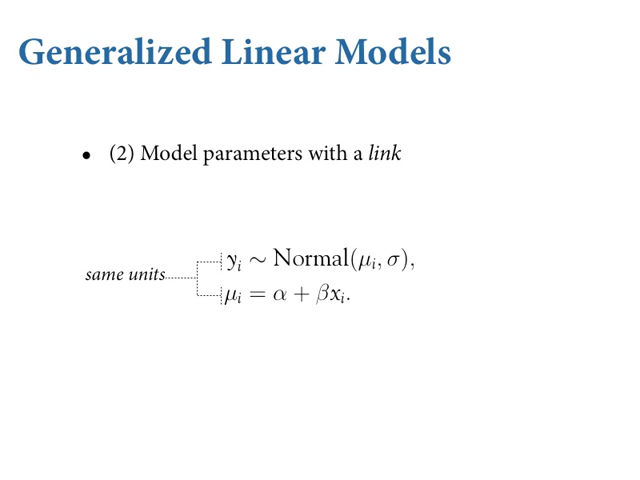 Generalized Linear Models
• (2) Model parameters with a link
same units
yᵢ ∼ Normal(μᵢ, σ),
μᵢ = α + βxᵢ.